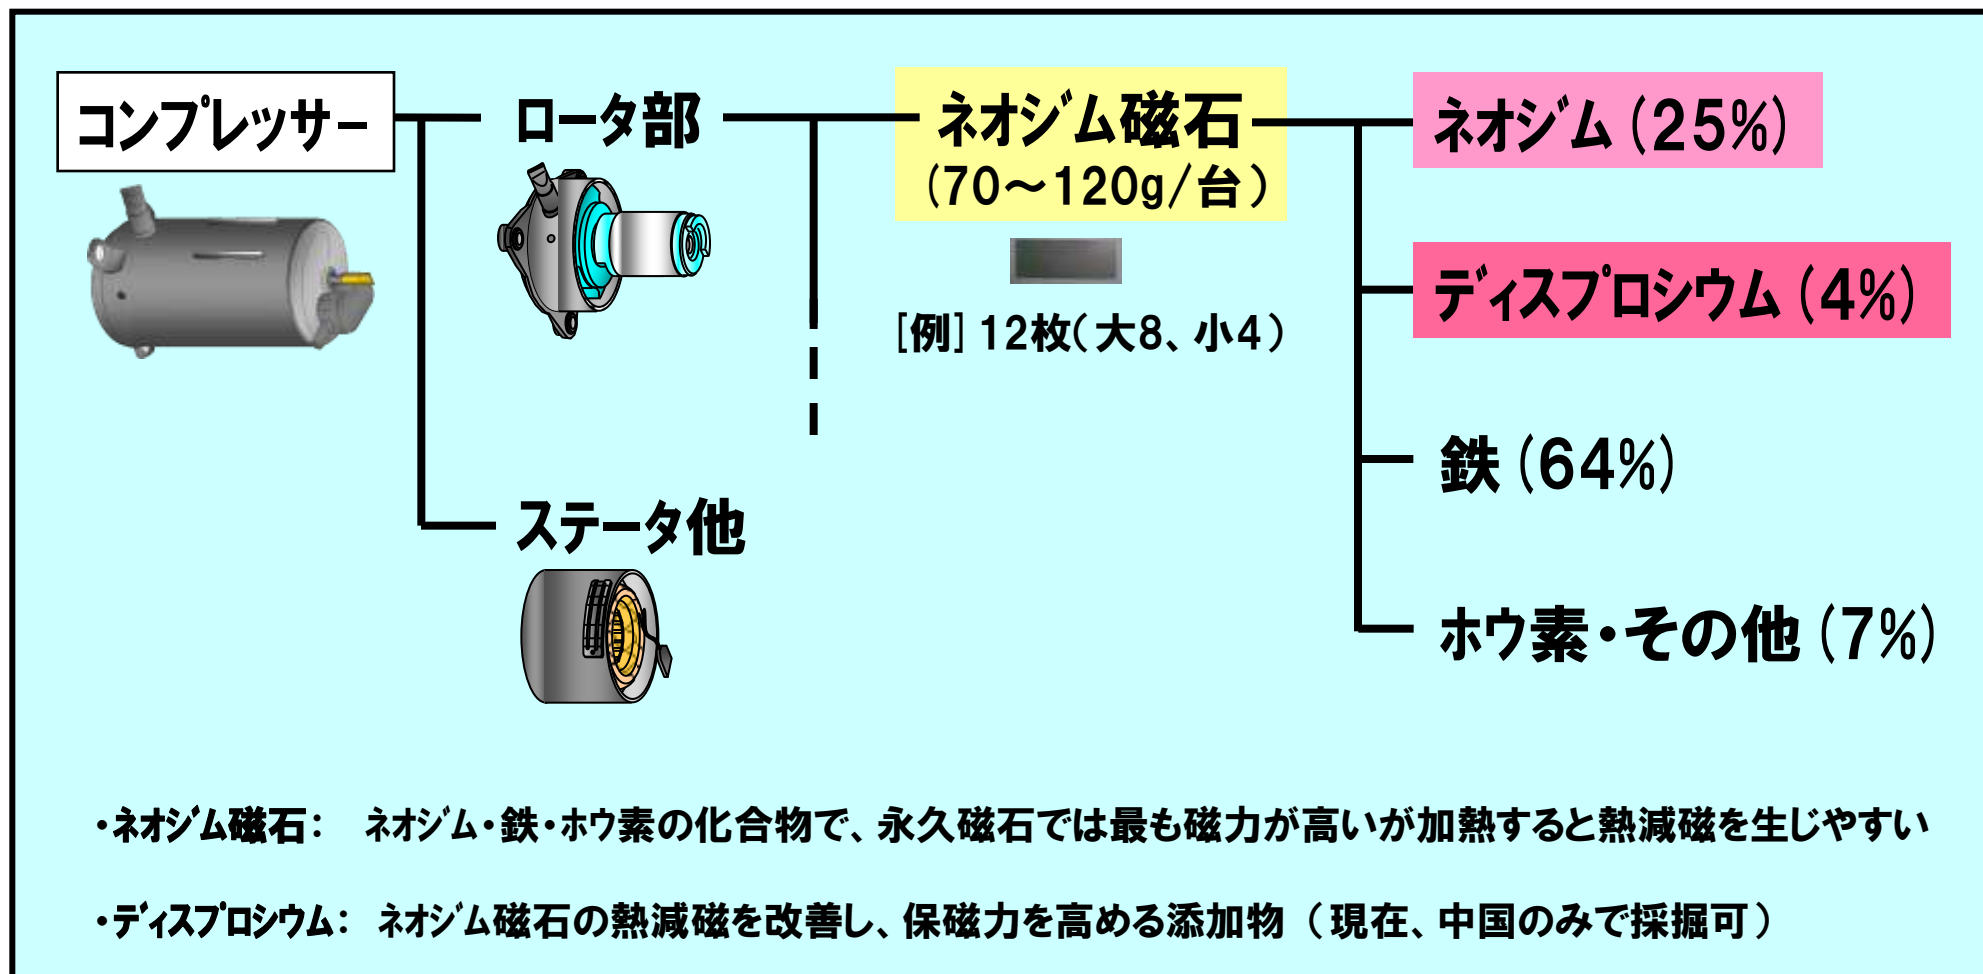 コンプレッサー
ロータ部
ネオジム磁石
(70～120g/台)
[例] 12枚(大8、小4)
ステータ他
ネオジム(25%)
ディスプロシウム(4%)
鉄(64%)
ホウ素・その他(7%)
・ネオジム磁石： ネオジム・鉄・ホウ素の化合物で、永久磁石では最も磁力が高いが加熱すると熱減磁を生じやすい
・ディスプロシウム： ネオジム磁石の熱減磁を改善し、保磁力を高める添加物（現在、中国のみで採掘可）